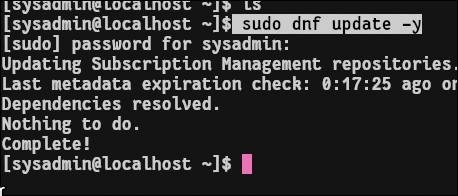 [sysadmin@localhost ~]$ ls
[sysadmin@localhost ~]$ sudo dnf update -y
[sudo] password for sysadmin:
Updating Subscription Management repositories.
Last metadata expiration check: 0:17:25 ago on
Dependencies resolved.
Nothing to do.
Complete!
[sysadmin@localhost ~]$